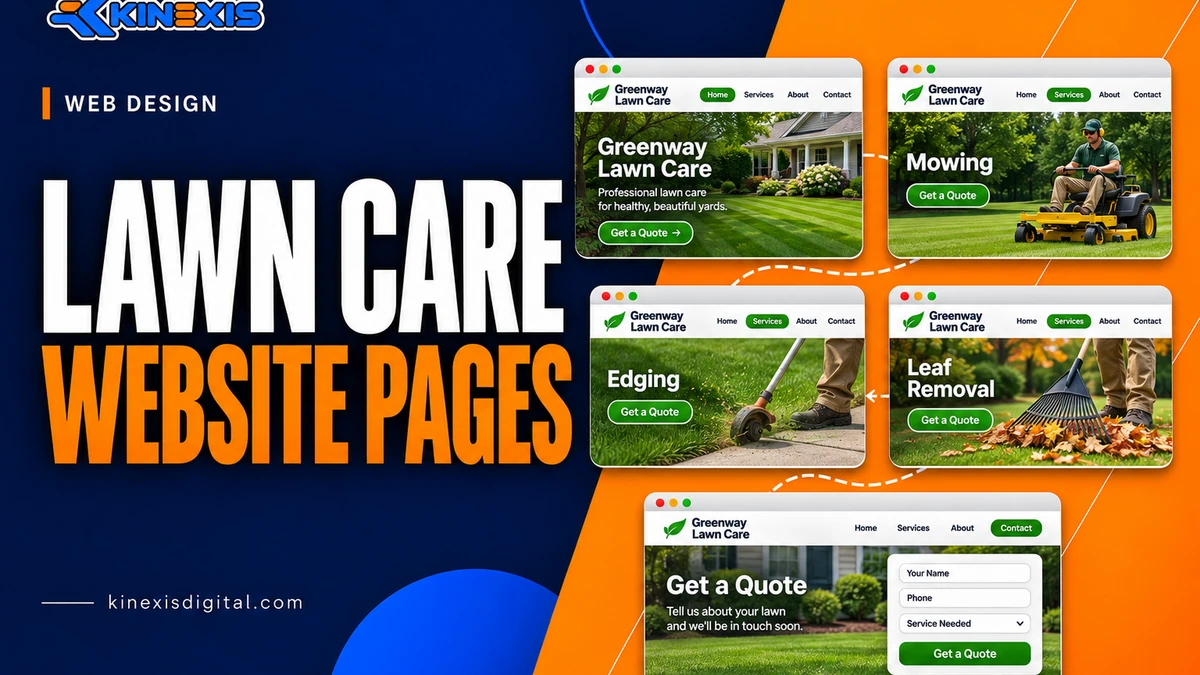 KINEXIS
WEB DESIGN
LAWN CARE
WEBSITE PAGES
kinexisdigital.com
Greenway
Lawn Care
Home Services About Contact
Greenway
Lawn Care
Professional lawn care
for healthy, beautiful yards.
Get a Quote →
Greenway
Lawn Care
Home Services About Contact
Mowing
Get a Quote
Greenway
Lawn Care
Home Services About Contact
Edging
Get a Quote
Greenway
Lawn Care
Home Services About Contact
Leaf
Removal
Get a Quote
Greenway
Lawn Care
Home Services About Contact
Get a Quote
Tell us about your lawn
and we'll be in touch soon.
Your Name
Phone
Service Needed
Get a Quote